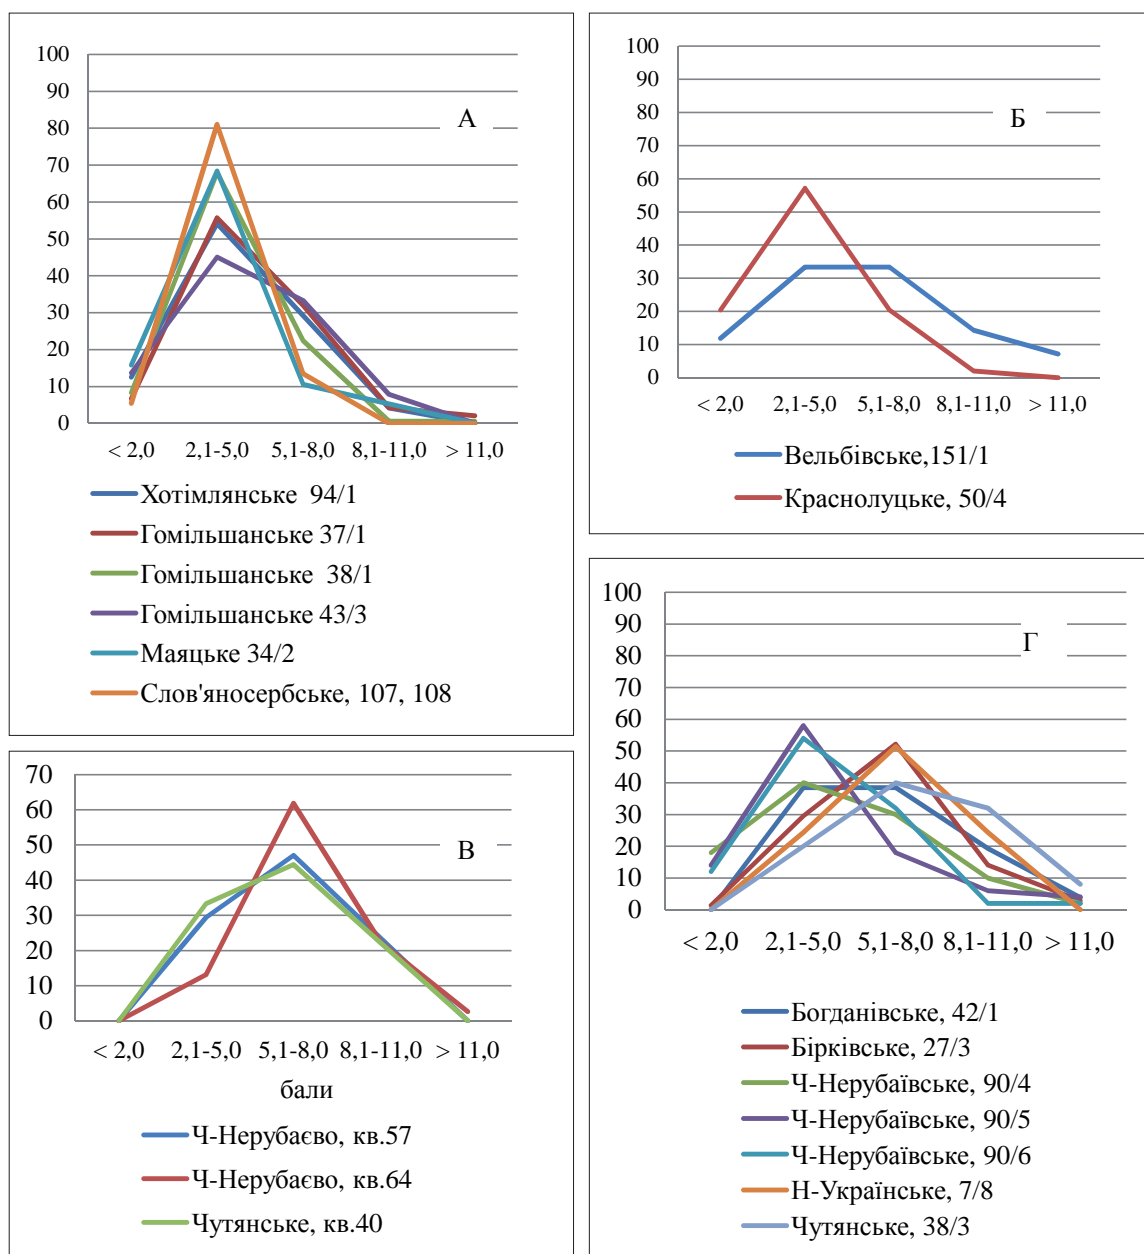 100
90
80
70
60
50
40
30
20
10
0
А
< 2,0 2,1-5,0 5,1-8,0 8,1-11,0 > 11,0
Хотімлянське 94/1
Гомільшанське 37/1
Гомільшанське 38/1
Гомільшанське 43/3
Маяцьке 34/2
Слов'яносербське, 107, 108
100
90
80
70
60
50
40
30
20
10
0
Б
< 2,0 2,1-5,0 5,1-8,0 8,1-11,0 > 11,0
Вельбівське,151/1
Краснолуцьке, 50/4
70
60
50
40
30
20
10
0
В
< 2,0 2,1-5,0 5,1-8,0 8,1-11,0 > 11,0
бали
Ч-Нерубаєво, кв.57
Ч-Нерубаєво, кв.64
Чутянське, кв.40
100
90
80
70
60
50
40
30
20
10
0
Г
< 2,0 2,1-5,0 5,1-8,0 8,1-11,0 > 11,0
Богданівське, 42/1
Бірківське, 27/3
Ч-Нерубаївське, 90/4
Ч-Нерубаївське, 90/5
Ч-Нерубаївське, 90/6
Н-Українське, 7/8
Чутянське, 38/3